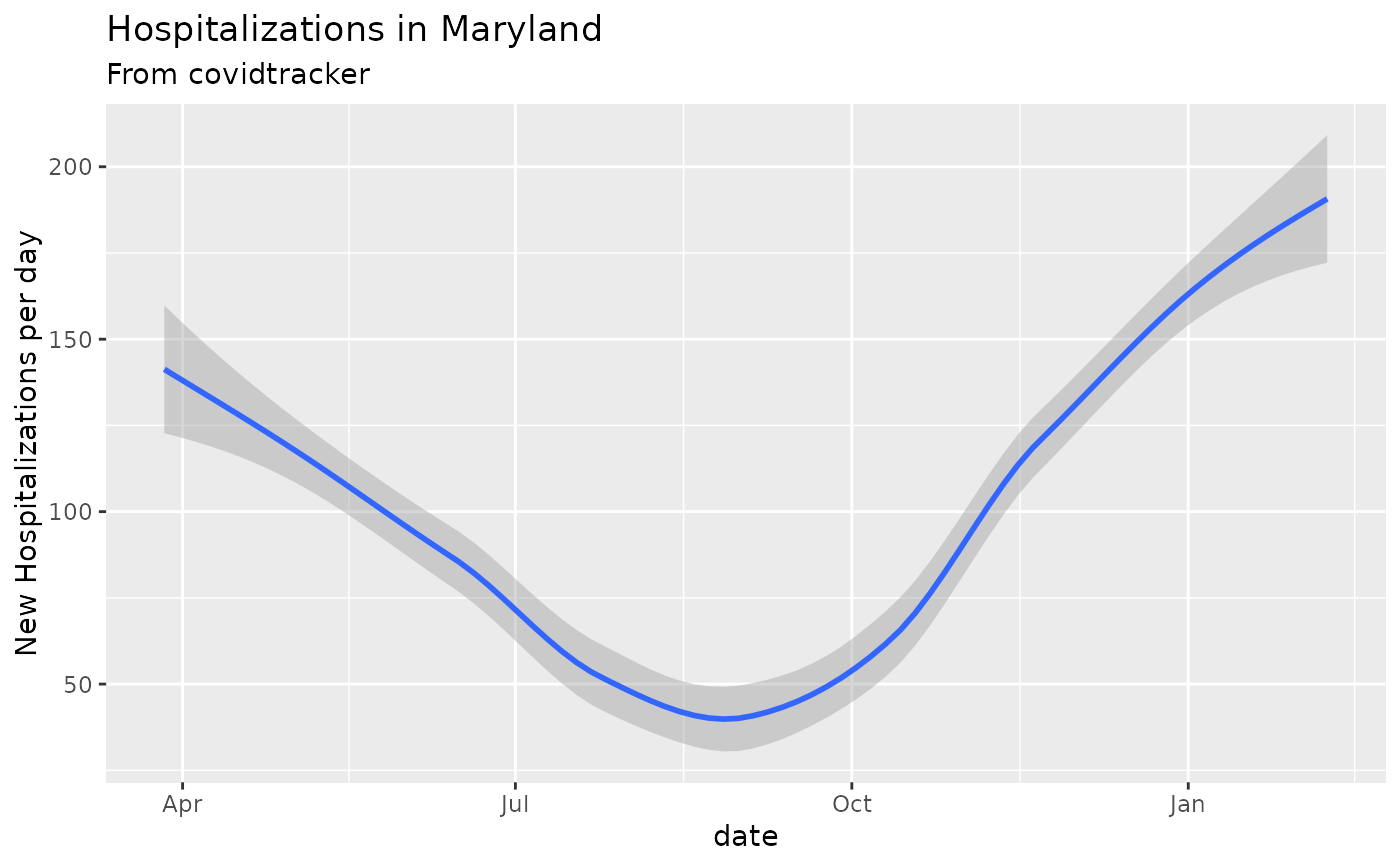 Hospitalizations in Maryland
From covidtracker
New Hospitalizations per day
200
150
100
50
Apr Jul Oct Jan
date